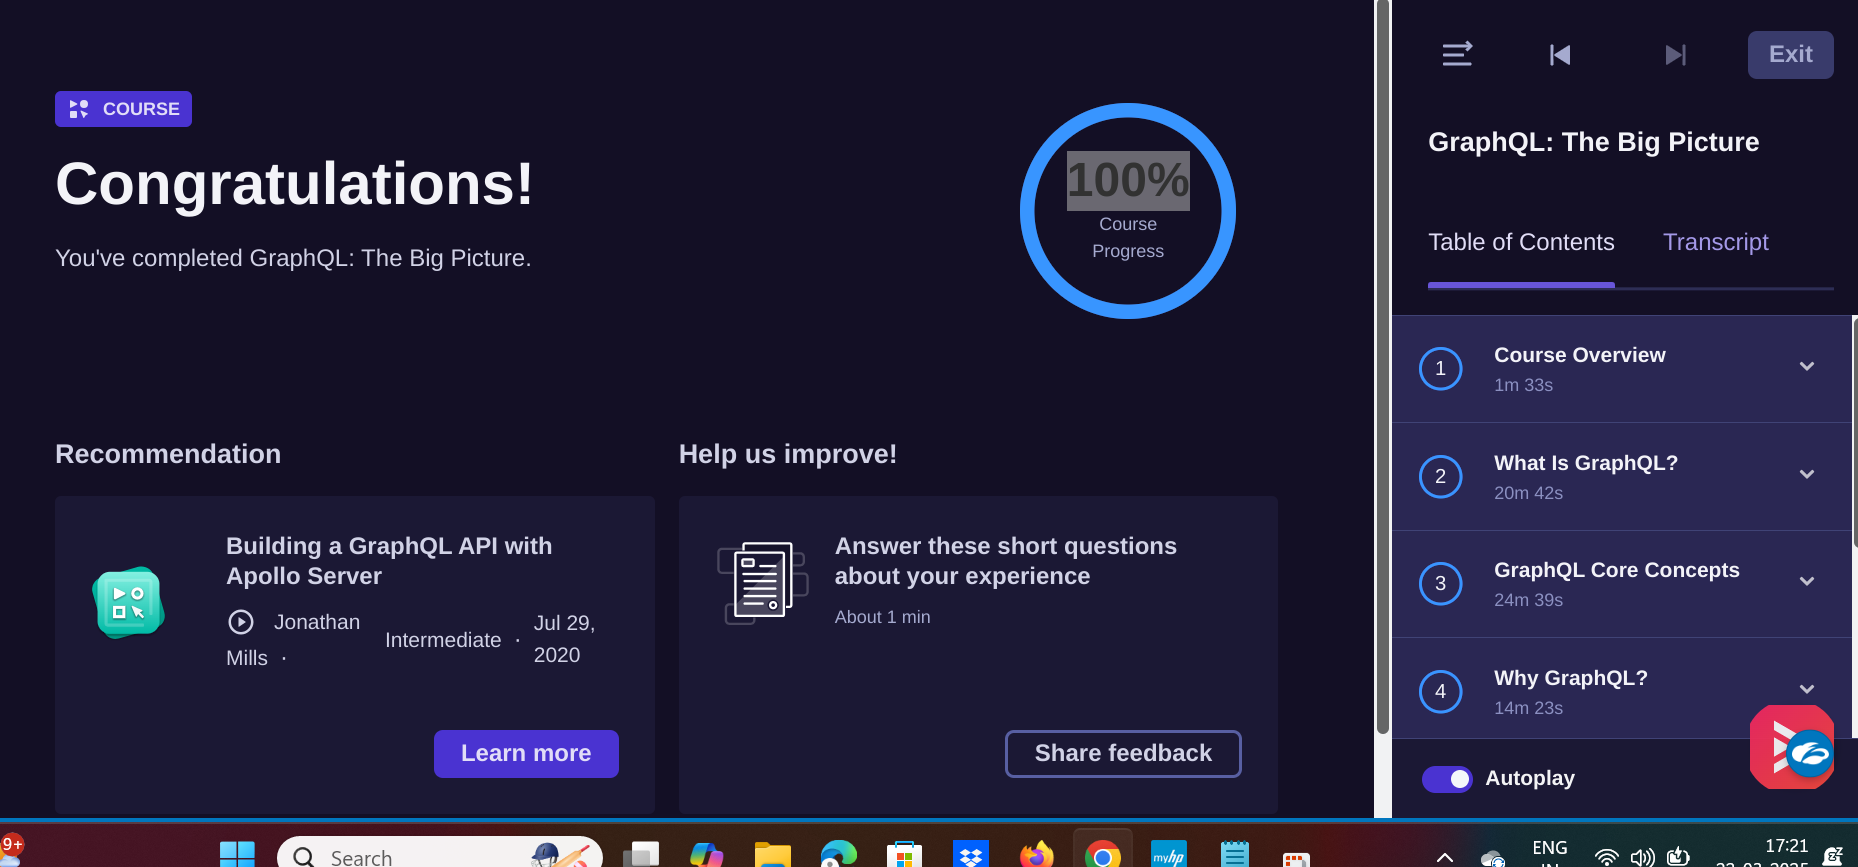 COURSE
Congratulations!
You've completed GraphQL: The Big Picture.
100%
Course
Progress
Recommendation
Building a GraphQL API with
Apollo Server
Jonathan
Mills ·
Intermediate ·
Jul 29,
2020
Learn more
Help us improve!
Answer these short questions
about your experience
About 1 min
Share feedback
Exit
GraphQL: The Big Picture
Table of Contents
Transcript
1
Course Overview
1m 33s
2
What Is GraphQL?
20m 42s
3
GraphQL Core Concepts
24m 39s
4
Why GraphQL?
14m 23s
Autoplay
9+
Search
myhp
ENG
17:21